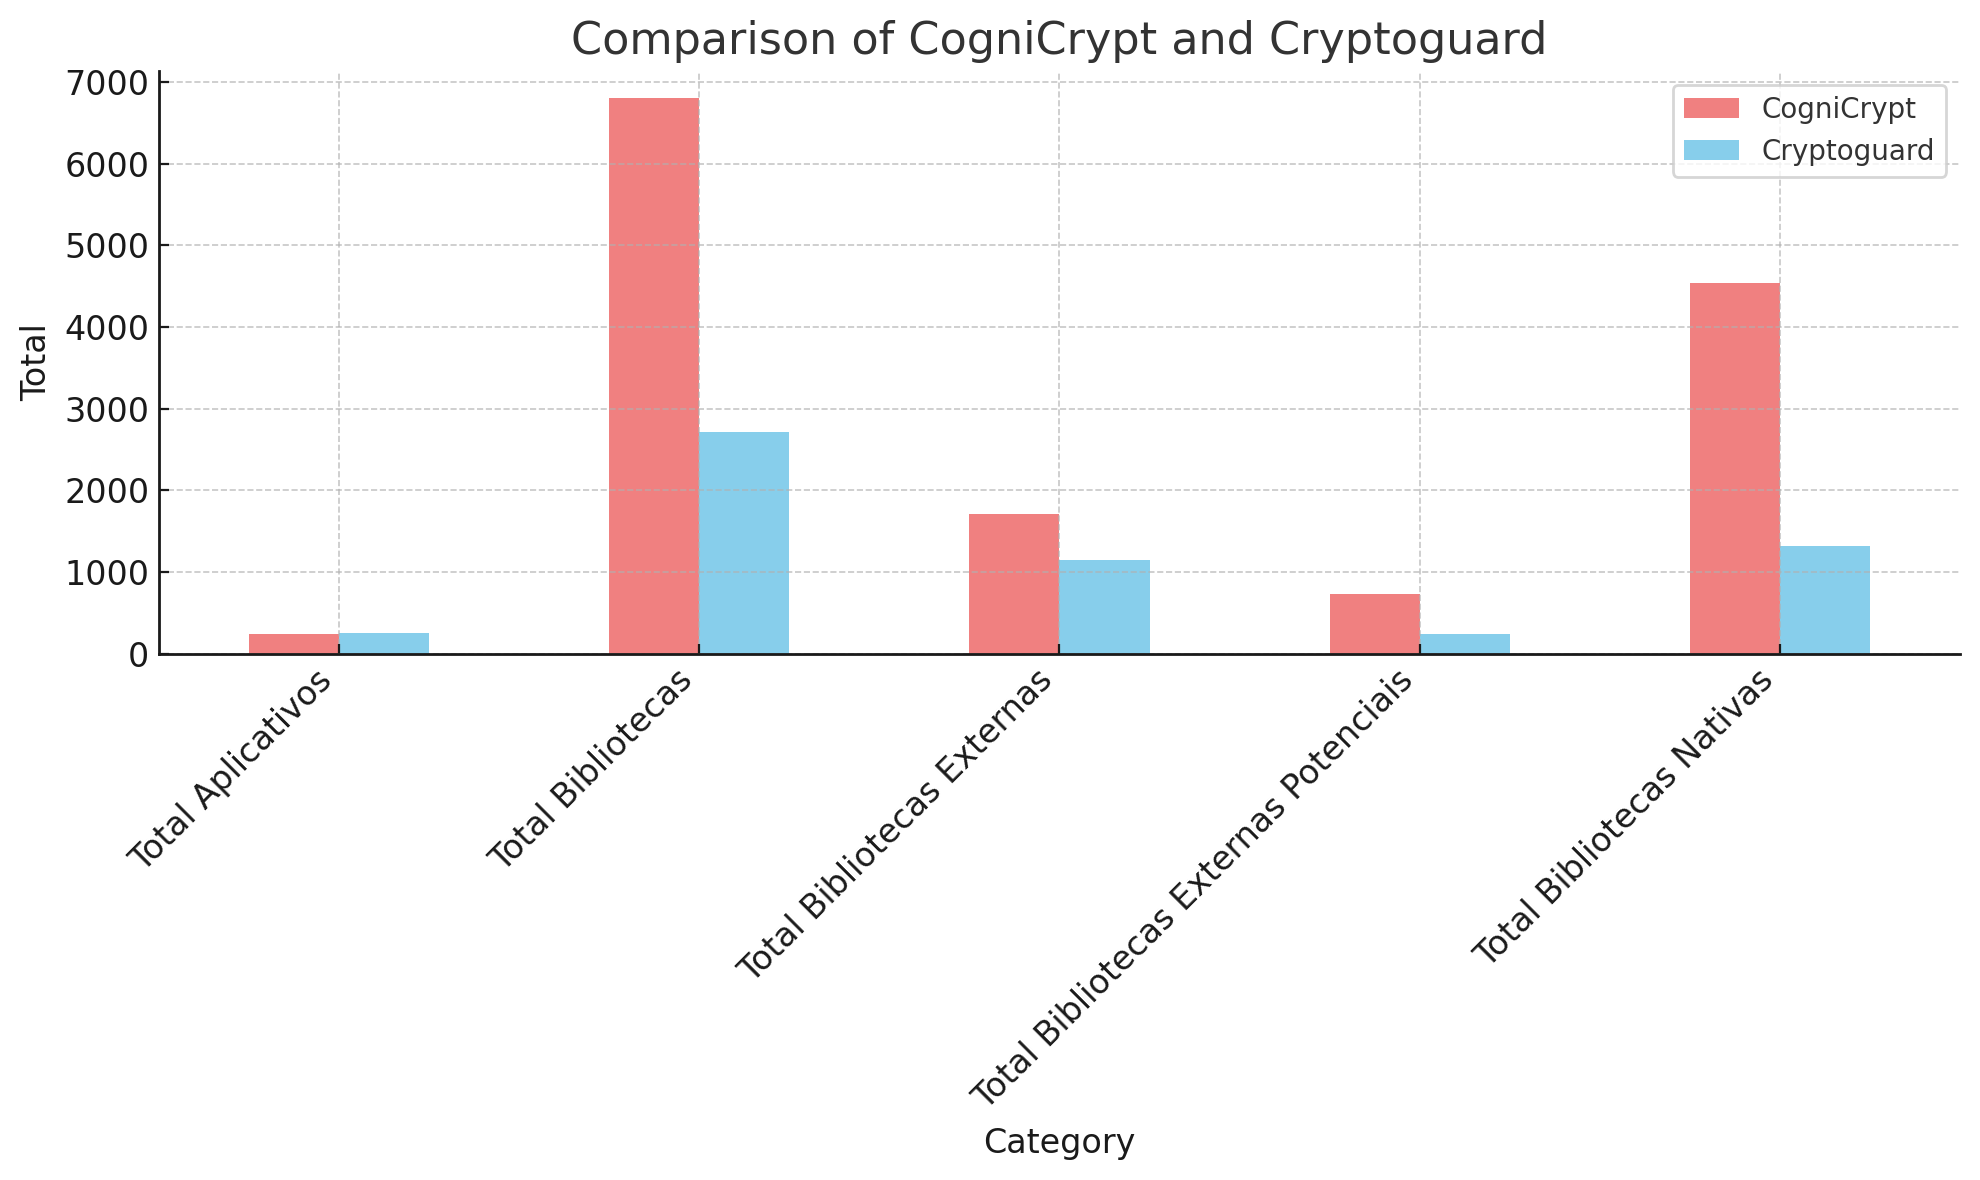 Comparison of CogniCrypt and Cryptoguard
7000
6000
5000
4000
3000
2000
1000
0
Total
CogniCrypt
Cryptoguard
Total Aplicativos
Total Bibliotecas
Total Bibliotecas Externas
Total Bibliotecas Externas Potenciais
Total Bibliotecas Nativas
Category